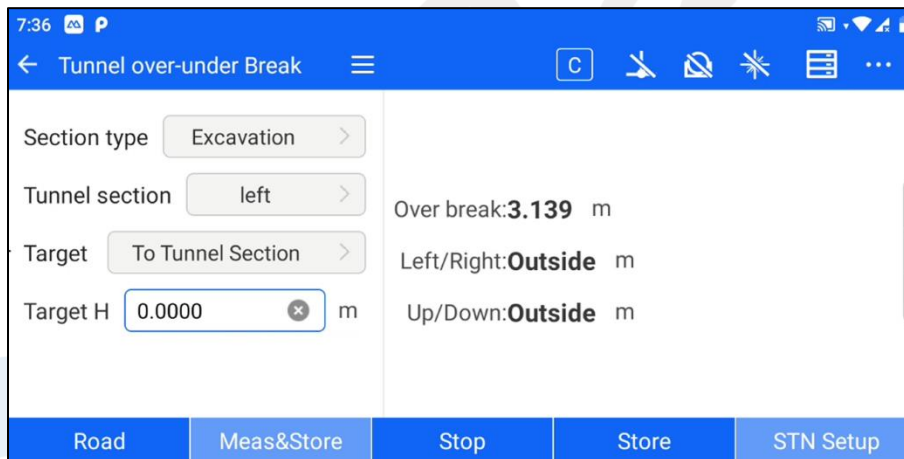 7:36
Tunnel over-under Break
C
Section type Excavation
Tunnel section left
Target To Tunnel Section
Target H 0.0000 m
Over break:3.139 m
Left/Right:Outside m
Up/Down:Outside m
Road Meas&Store Stop Store STN Setup